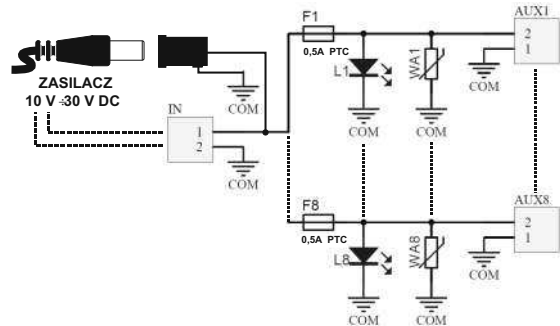 F1
AUX1
0,5A PTC
2
1
L1
WA1
COM
COM
COM
COM
ZASILACZ
10 V ÷30 V DC
IN
1
2
COM
F8
AUX8
0,5A PTC
2
1
L8
WA8
COM
COM
COM